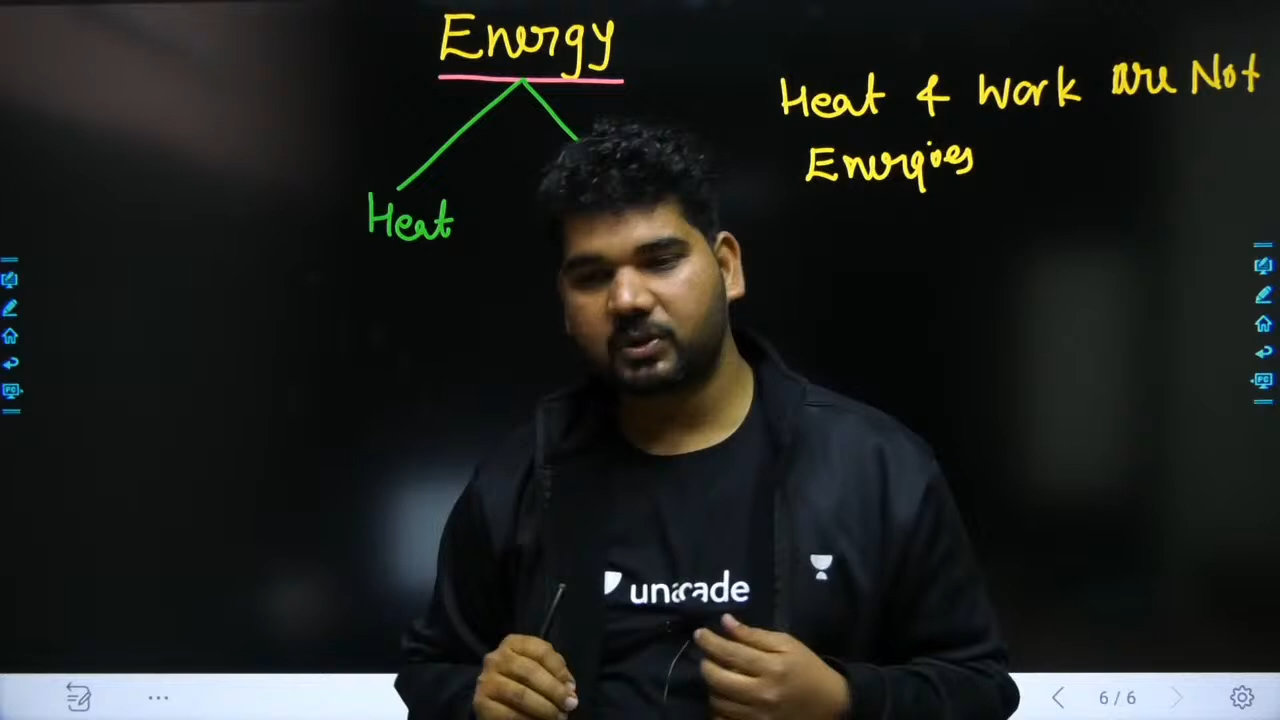 Energy
Heat & Work are Not
Energies
Heat
unacade
6/6